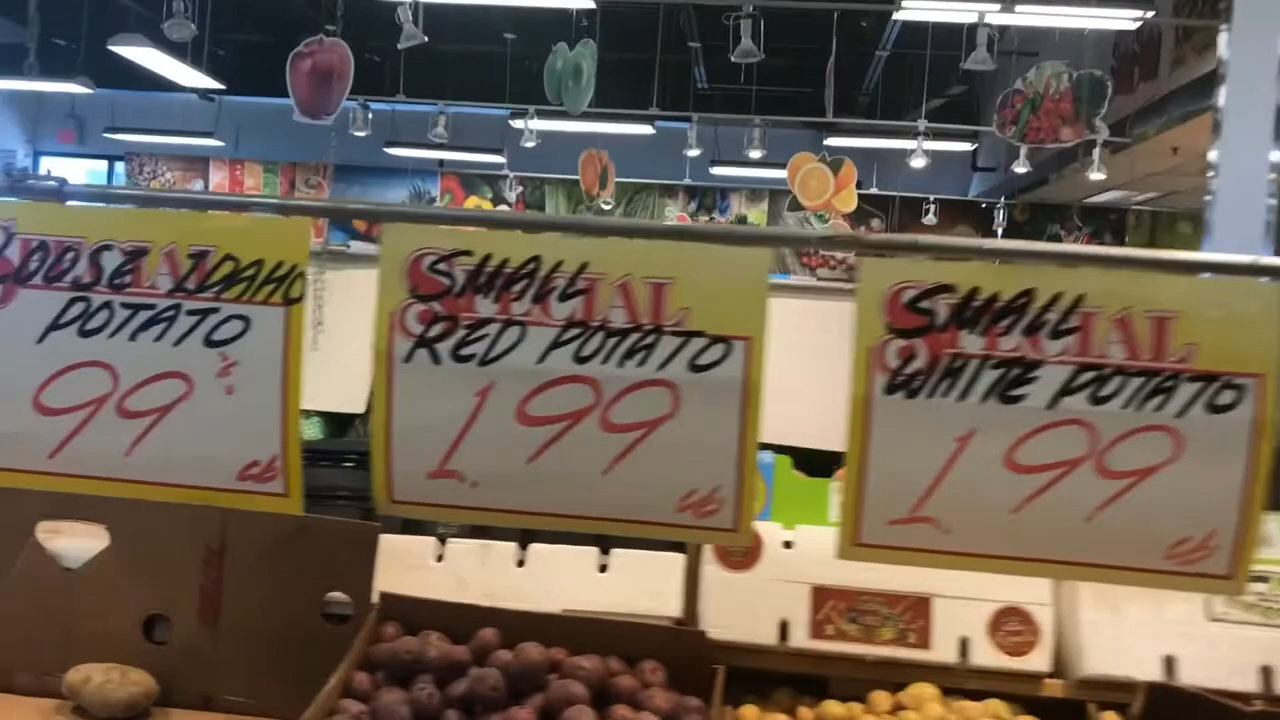 SPECIAL
LOOSE IDAHO
POTATO
99¢
lb
SPECIAL
SMALL
RED POTATO
1.99
lb
SPECIAL
SMALL
WHITE POTATO
1.99
lb